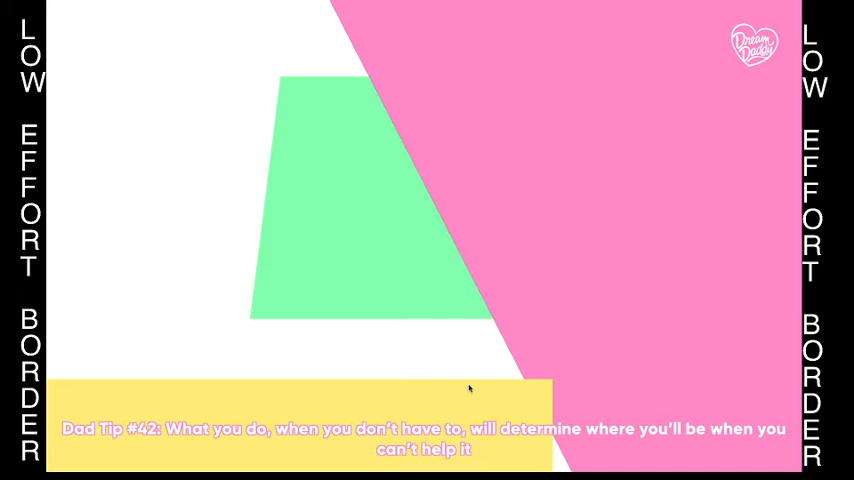 LOW EFFORT BORDER
Dream
Daddy
LOW EFFORT BORDER
Dad Tip #42: What you do, when you don't have to, will determine where you'll be when you
can't help it